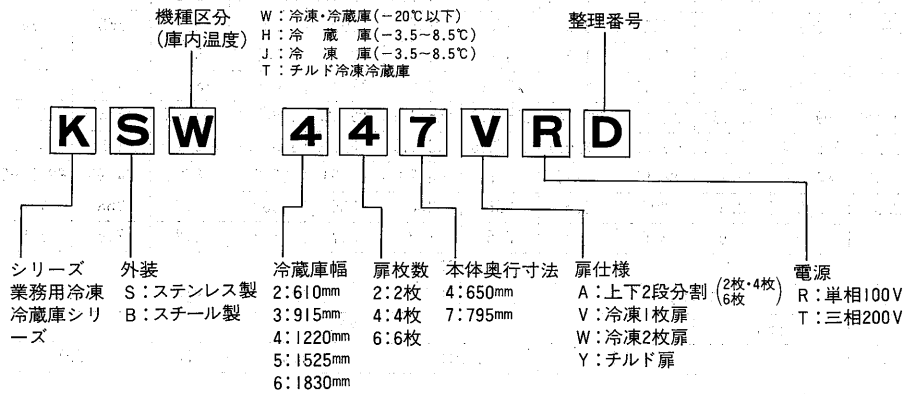 機種区分
(庫内温度)
W：冷凍・冷蔵庫(−20℃以下)
H：冷　蔵　庫(−3.5~8.5℃)
J：冷　凍　庫(−3.5~8.5℃)
T：チルド冷凍冷蔵庫
整理番号
K S W 4 4 7 V R D
シリーズ
業務用冷凍
冷蔵庫シリ
ーズ
外装
S：ステンレス製
B：スチール製
冷蔵庫幅
2：610mm
3：915mm
4：1220mm
5：1525mm
6：1830mm
扉枚数
2：2枚
4：4枚
6：6枚
本体奥行寸法
4：650mm
7：795mm
扉仕様
A：上下2段分割(2枚・4枚
6枚)
V：冷凍1枚扉
W：冷凍2枚扉
Y：チルド扉
電源
R：単相100V
T：三相200V